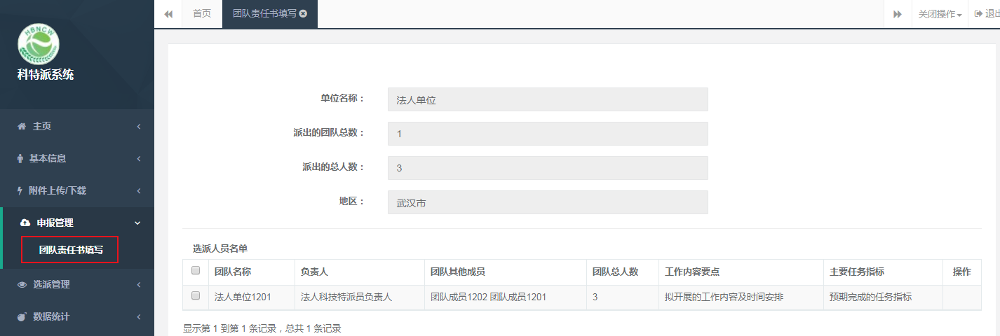 首页
团队责任书填写
关闭操作
退出
HBNCW
科特派系统
主页
基本信息
附件上传/下载
申报管理
团队责任书填写
选派管理
数据统计
单位名称： 法人单位
派出的团队总数： 1
派出的总人数： 3
地区： 武汉市
选派人员名单
团队名称 负责人 团队其他成员 团队总人数 工作内容要点 主要任务指标 操作
法人单位1201 法人科技特派员负责人 团队成员1202 团队成员1201 3 拟开展的工作内容及时间安排 预期完成的任务指标
显示第 1 到第 1 条记录，总共 1 条记录